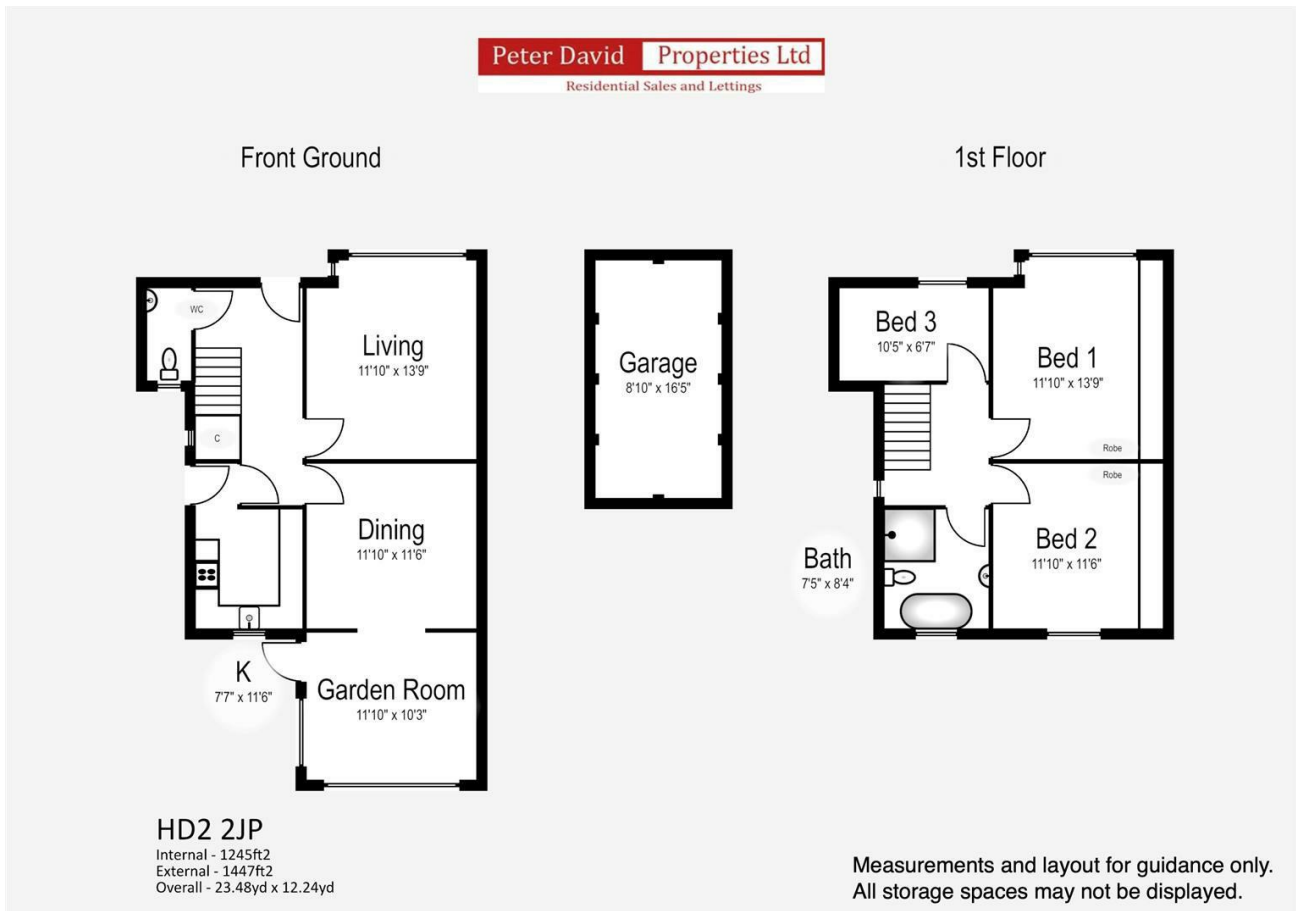 Peter David Properties Ltd
Residential Sales and Lettings
Front Ground
1st Floor
WC
Living
11'10" x 13'9"
C
Dining
11'10" x 11'6"
K
7'7" x 11'6"
Garden Room
11'10" x 10'3"
Garage
8'10" x 16'5"
Bed 3
10'5" x 6'7"
Bed 1
11'10" x 13'9"
Robe
Robe
Bed 2
11'10" x 11'6"
Bath
7'5" x 8'4"
HD2 2JP
Internal - 1245ft2
External - 1447ft2
Overall - 23.48yd x 12.24yd
Measurements and layout for guidance only.
All storage spaces may not be displayed.